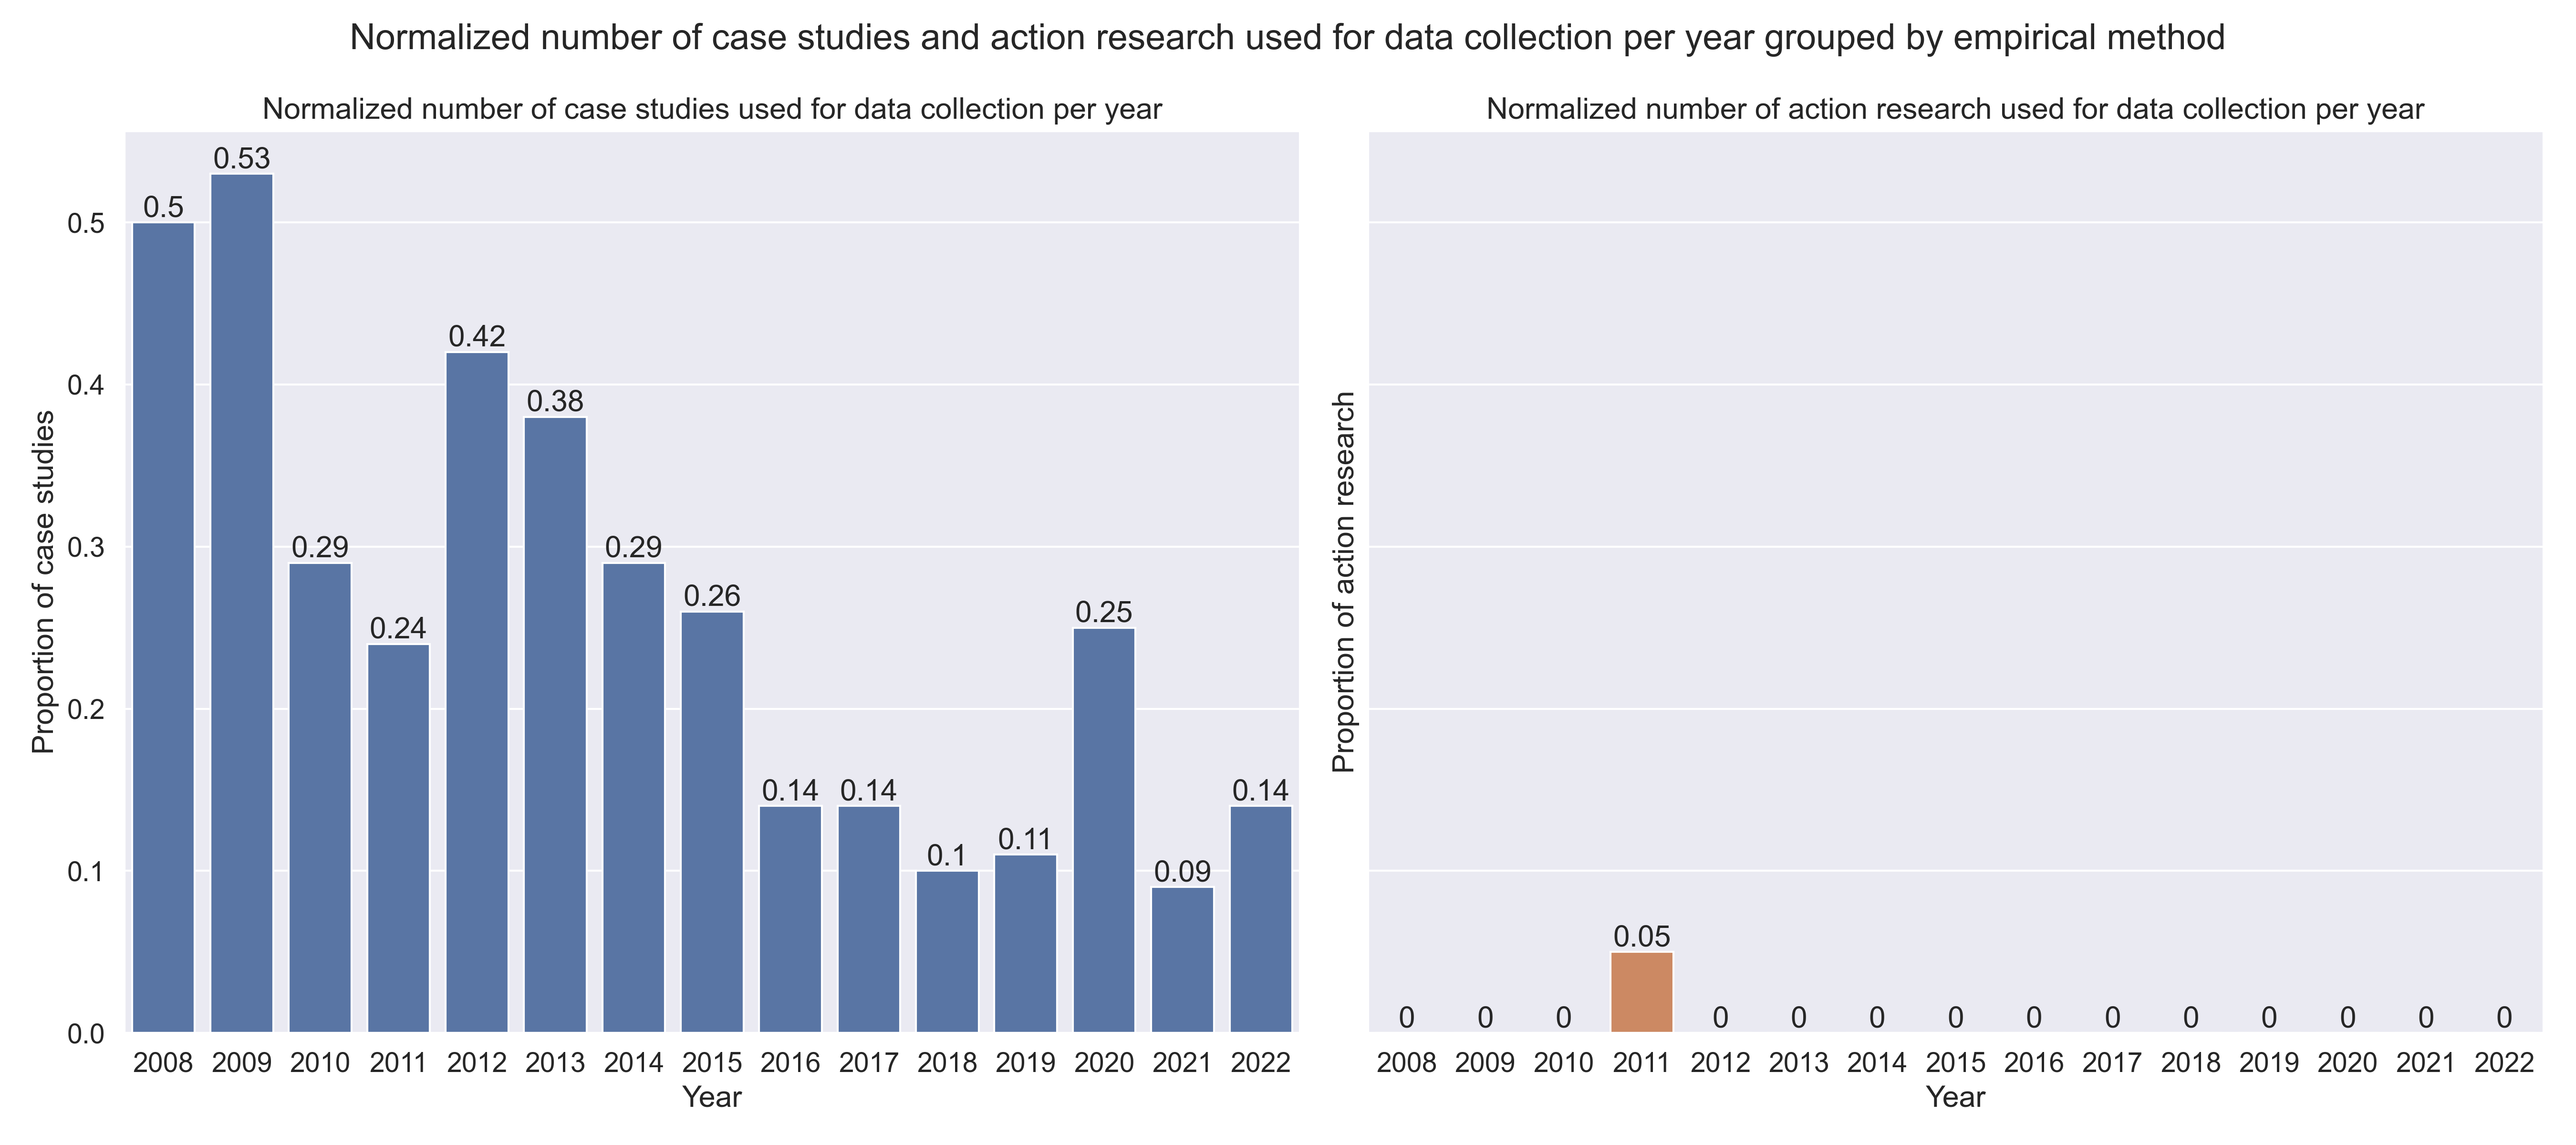 Normalized number of case studies and action research used for data collection per year grouped by empirical method
Normalized number of case studies used for data collection per year
Proportion of case studies
0.5
0.4
0.3
0.2
0.1
0.0
0.5
0.53
0.29
0.24
0.42
0.38
0.29
0.26
0.14
0.14
0.1
0.11
0.25
0.09
0.14
2008 2009 2010 2011 2012 2013 2014 2015 2016 2017 2018 2019 2020 2021 2022
Year
Normalized number of action research used for data collection per year
Proportion of action research
0 0 0 0.05 0 0 0 0 0 0 0 0 0 0 0
2008 2009 2010 2011 2012 2013 2014 2015 2016 2017 2018 2019 2020 2021 2022
Year